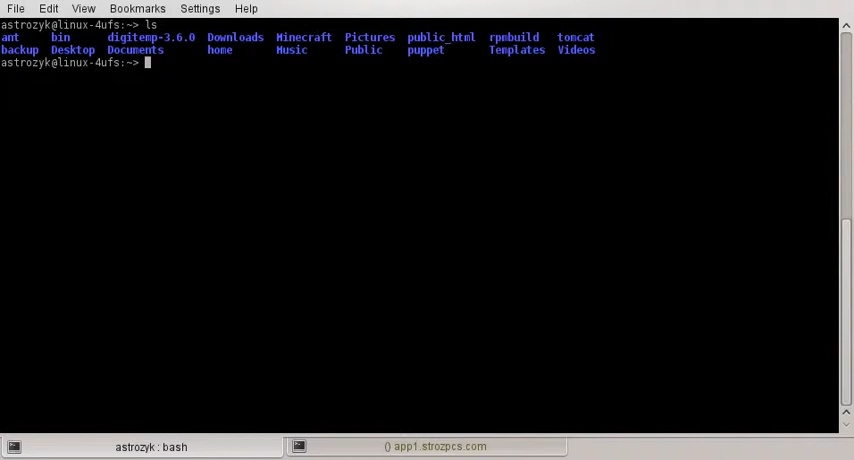 File Edit View Bookmarks Settings Help
astrozyk@linux-4ufs:~> ls
ant bin digitemp-3.6.0 Downloads Minecraft Pictures public_html rpmbuild tomcat
backup Desktop Documents home Music Public puppet Templates Videos
astrozyk@linux-4ufs:~>
astrozyk : bash () app1.strozpcs.com